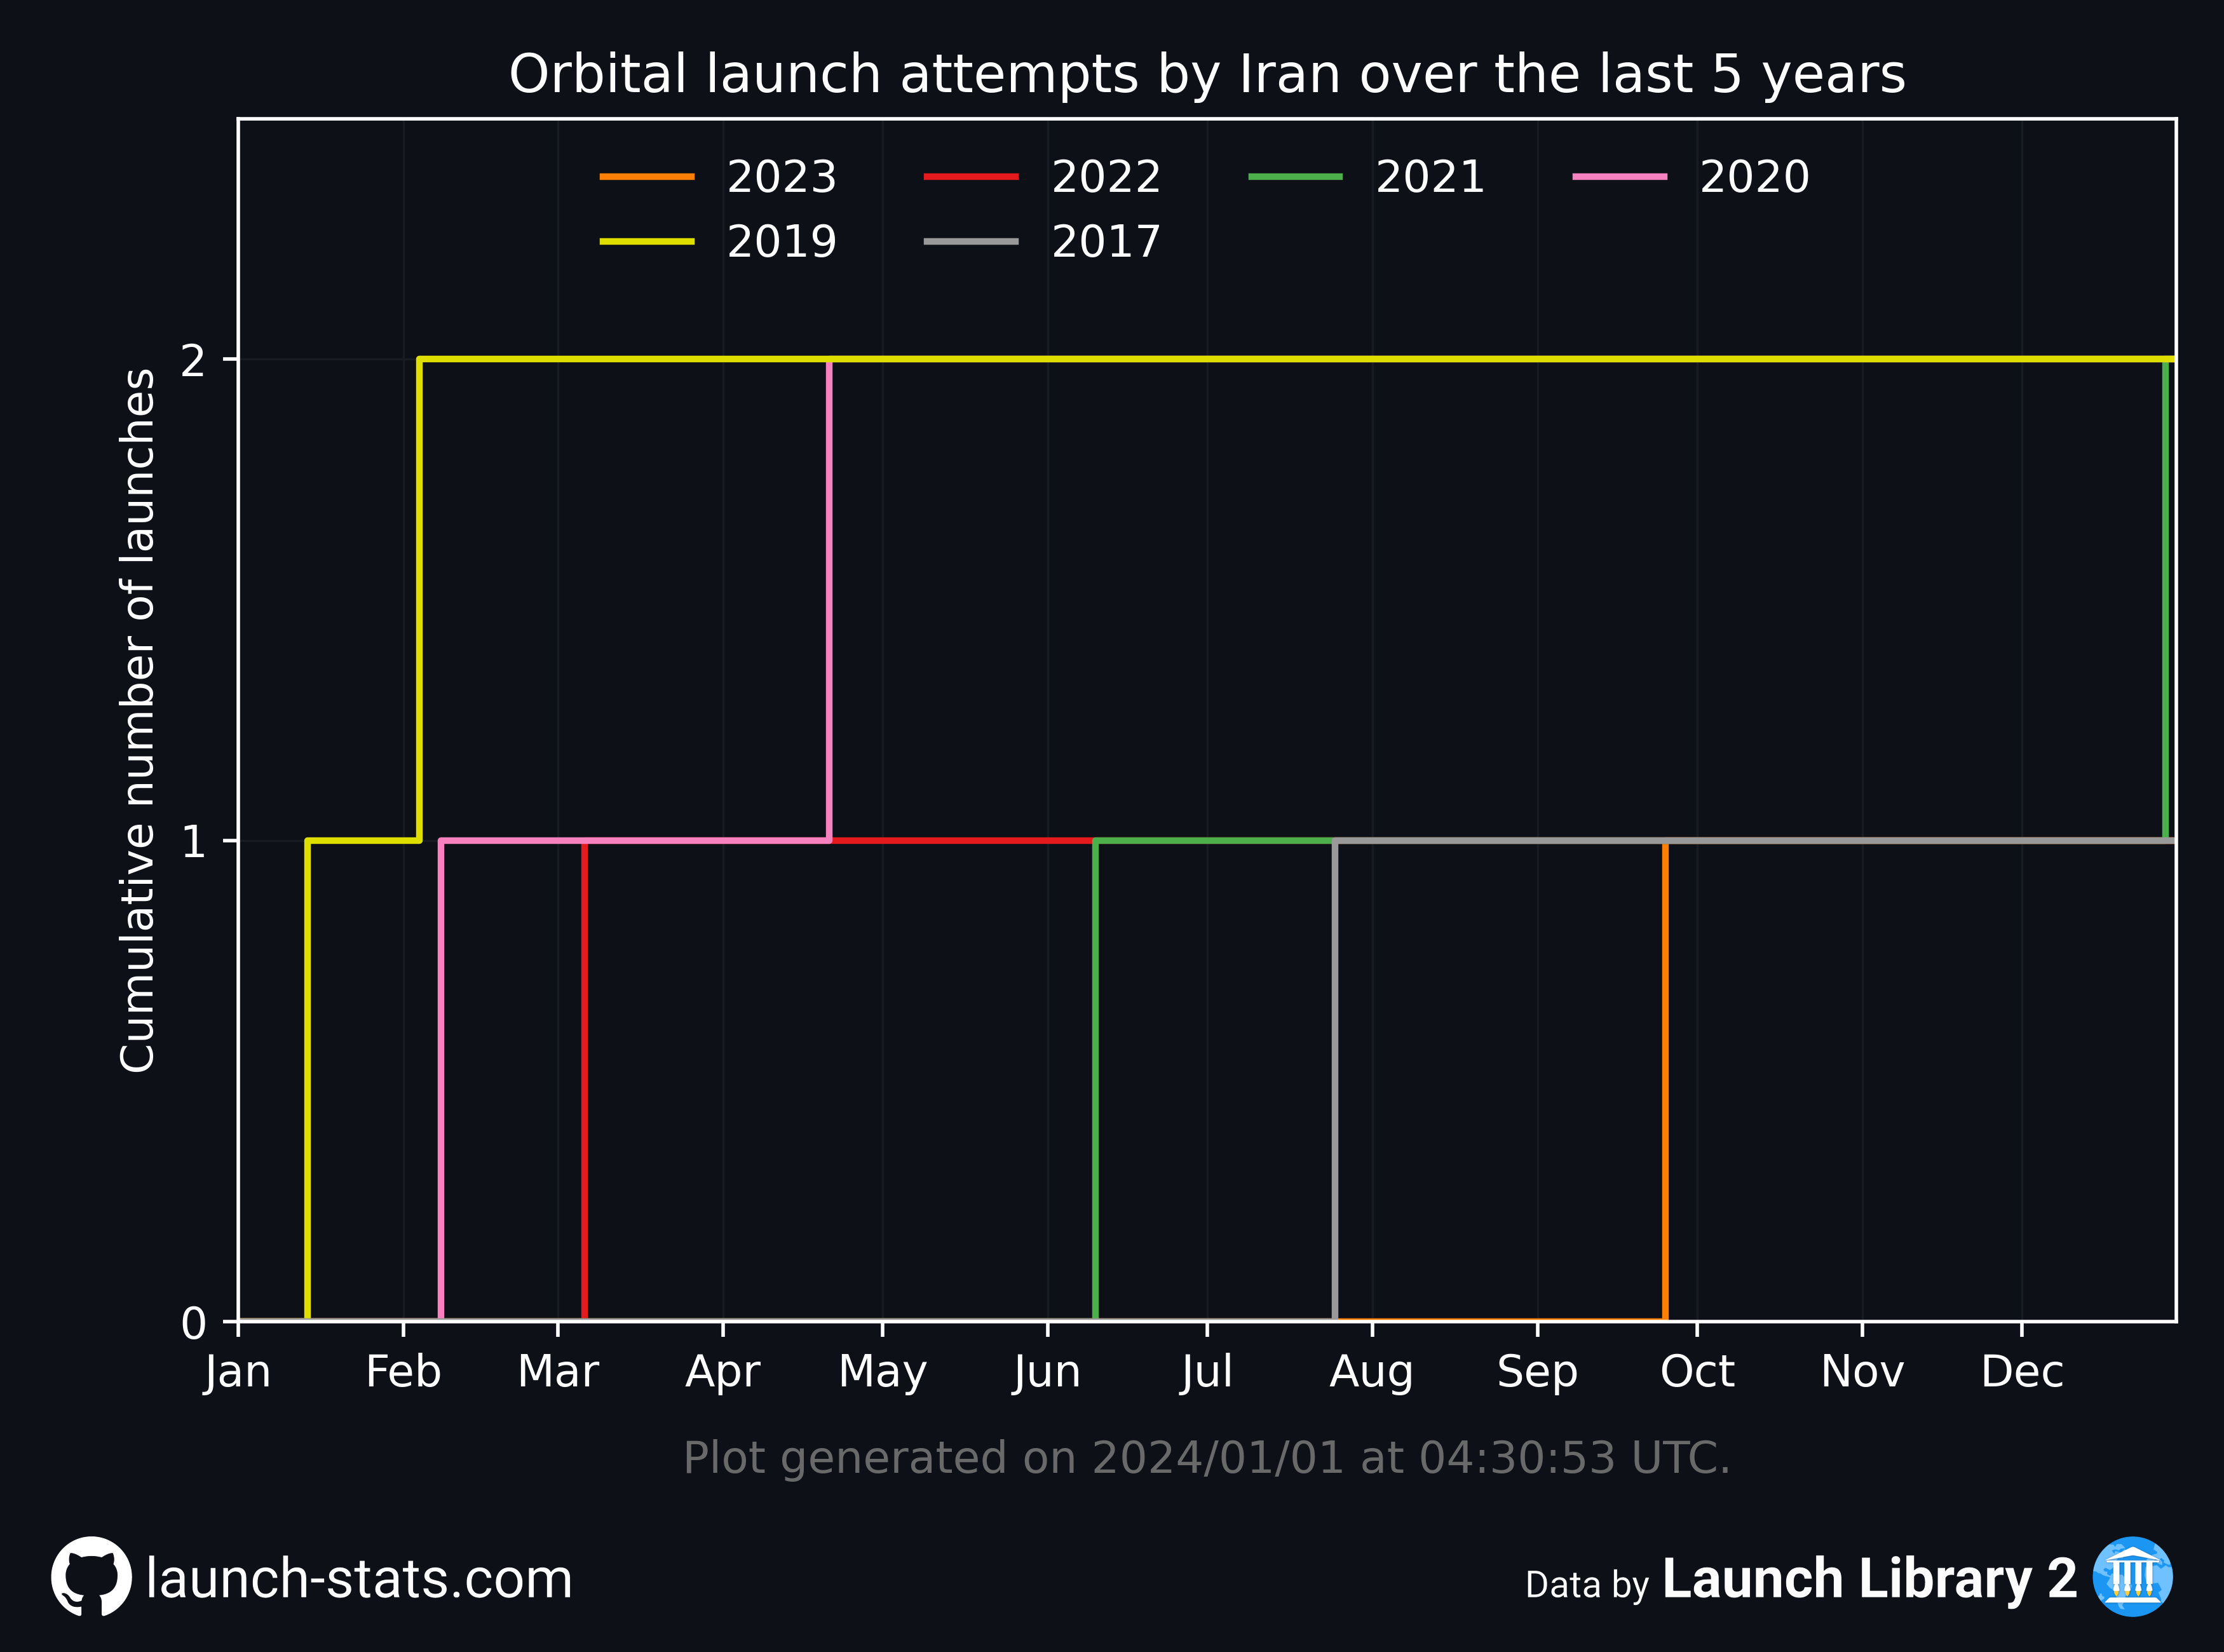 Orbital launch attempts by Iran over the last 5 years
2023 2022 2021 2020
2019 2017
Cumulative number of launches
2
1
0
Jan Feb Mar Apr May Jun Jul Aug Sep Oct Nov Dec
Plot generated on 2024/01/01 at 04:30:53 UTC.
launch-stats.com
Data by Launch Library 2